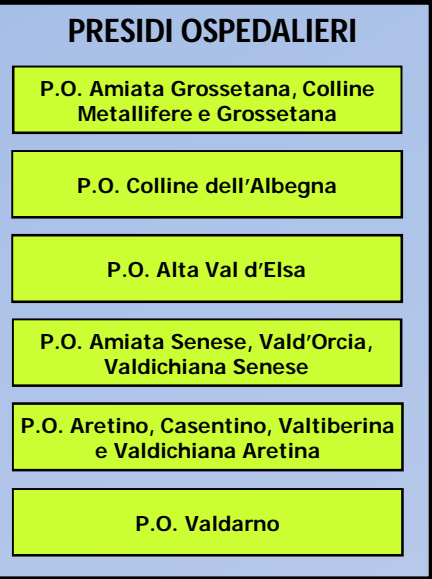 PRESIDI OSPEDALIERI
P.O. Amiata Grossetana, Colline
Metallifere e Grossetana
P.O. Colline dell'Albegna
P.O. Alta Val d'Elsa
P.O. Amiata Senese, Vald'Orcia,
Valdichiana Senese
P.O. Aretino, Casentino, Valtiberina
e Valdichiana Aretina
P.O. Valdarno